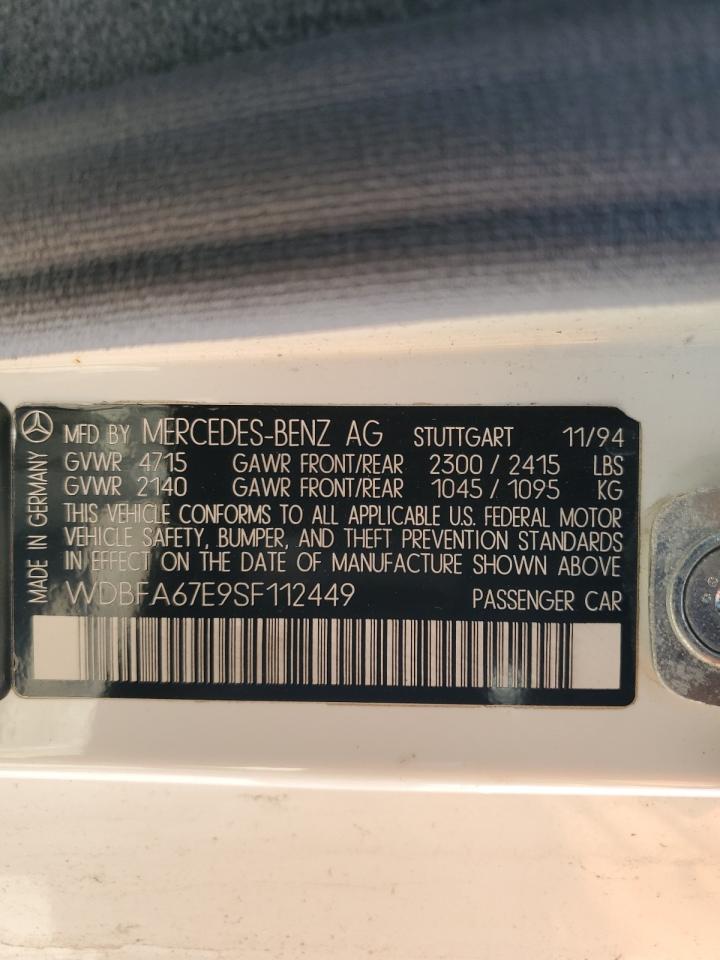 MFD BY MERCEDES-BENZ AG STUTTGART 11/94
GVWR 4715 GAWR FRONT/REAR 2300 / 2415 LBS
GVWR 2140 GAWR FRONT/REAR 1045 / 1095 KG
THIS VEHICLE CONFORMS TO ALL APPLICABLE U.S. FEDERAL MOTOR
VEHICLE SAFETY, BUMPER, AND THEFT PREVENTION STANDARDS
IN EFFECT ON THE DATE OF MANUFACTURE SHOWN ABOVE
WDBFA67E9SF112449 PASSENGER CAR
MADE IN GERMANY